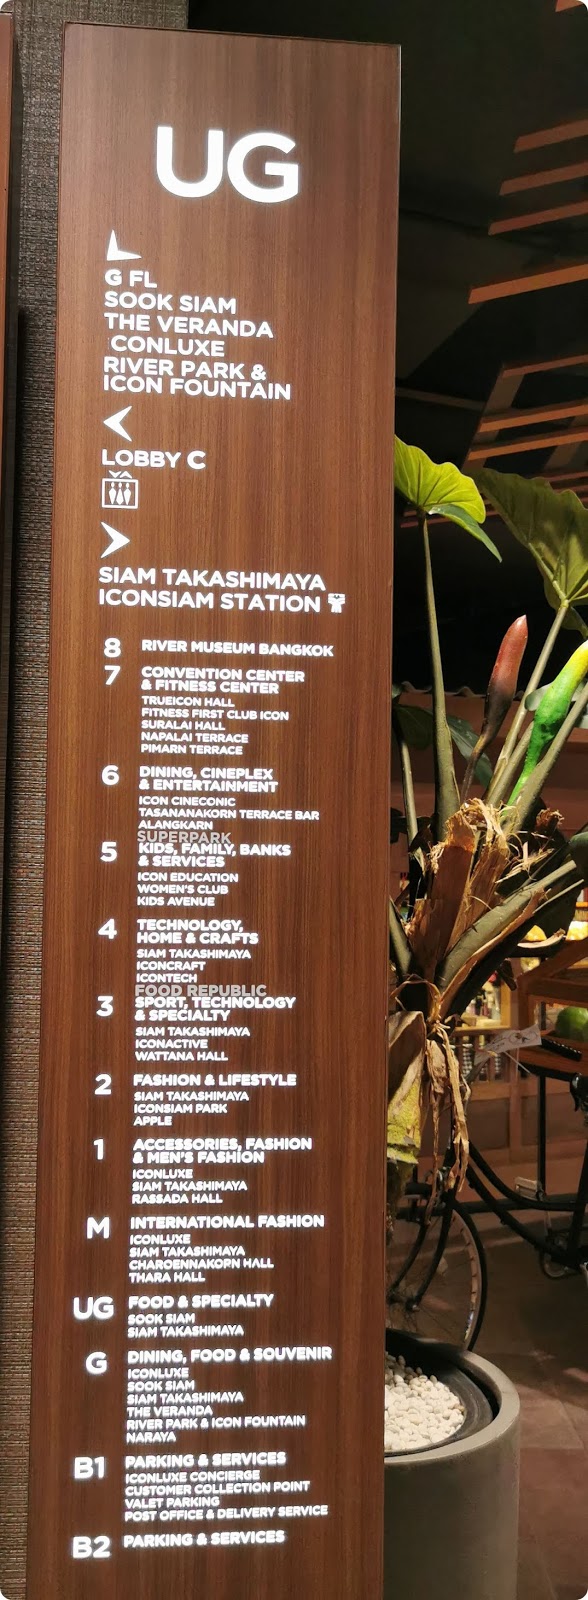 UG
G FL
SOOK SIAM
THE VERANDA
CONLUXE
RIVER PARK &
ICON FOUNTAIN
LOBBY C
SIAM TAKASHIMAYA
ICONSIAM STATION
8 RIVER MUSEUM BANGKOK
7 CONVENTION CENTER
& FITNESS CENTER
TRUEICON HALL
FITNESS FIRST CLUB ICON
SURALAI HALL
NAPALAI TERRACE
PIMARN TERRACE
6 DINING, CINEPLEX
& ENTERTAINMENT
ICON CINECONIC
TASANANAKORN TERRACE BAR
ALANGKARN
SUPERPARK
5 KIDS, FAMILY, BANKS
& SERVICES
ICON EDUCATION
WOMEN'S CLUB
KIDS AVENUE
4 TECHNOLOGY,
HOME & CRAFTS
SIAM TAKASHIMAYA
ICONCRAFT
ICONTECH
FOOD REPUBLIC
3 SPORT, TECHNOLOGY
& SPECIALTY
SIAM TAKASHIMAYA
ICONACTIVE
WATTANA HALL
2 FASHION & LIFESTYLE
SIAM TAKASHIMAYA
ICONSIAM PARK
APPLE
1 ACCESSORIES, FASHION
& MEN'S FASHION
ICONLUXE
SIAM TAKASHIMAYA
RASSADA HALL
M INTERNATIONAL FASHION
ICONLUXE
SIAM TAKASHIMAYA
CHAROENNAKORN HALL
THARA HALL
UG FOOD & SPECIALTY
SOOK SIAM
SIAM TAKASHIMAYA
G DINING, FOOD & SOUVENIR
ICONLUXE
SOOK SIAM
SIAM TAKASHIMAYA
THE VERANDA
RIVER PARK & ICON FOUNTAIN
NARAYA
B1 PARKING & SERVICES
ICONLUXE CONCIERGE
CUSTOMER COLLECTION POINT
VALET PARKING
POST OFFICE & DELIVERY SERVICE
B2 PARKING & SERVICES